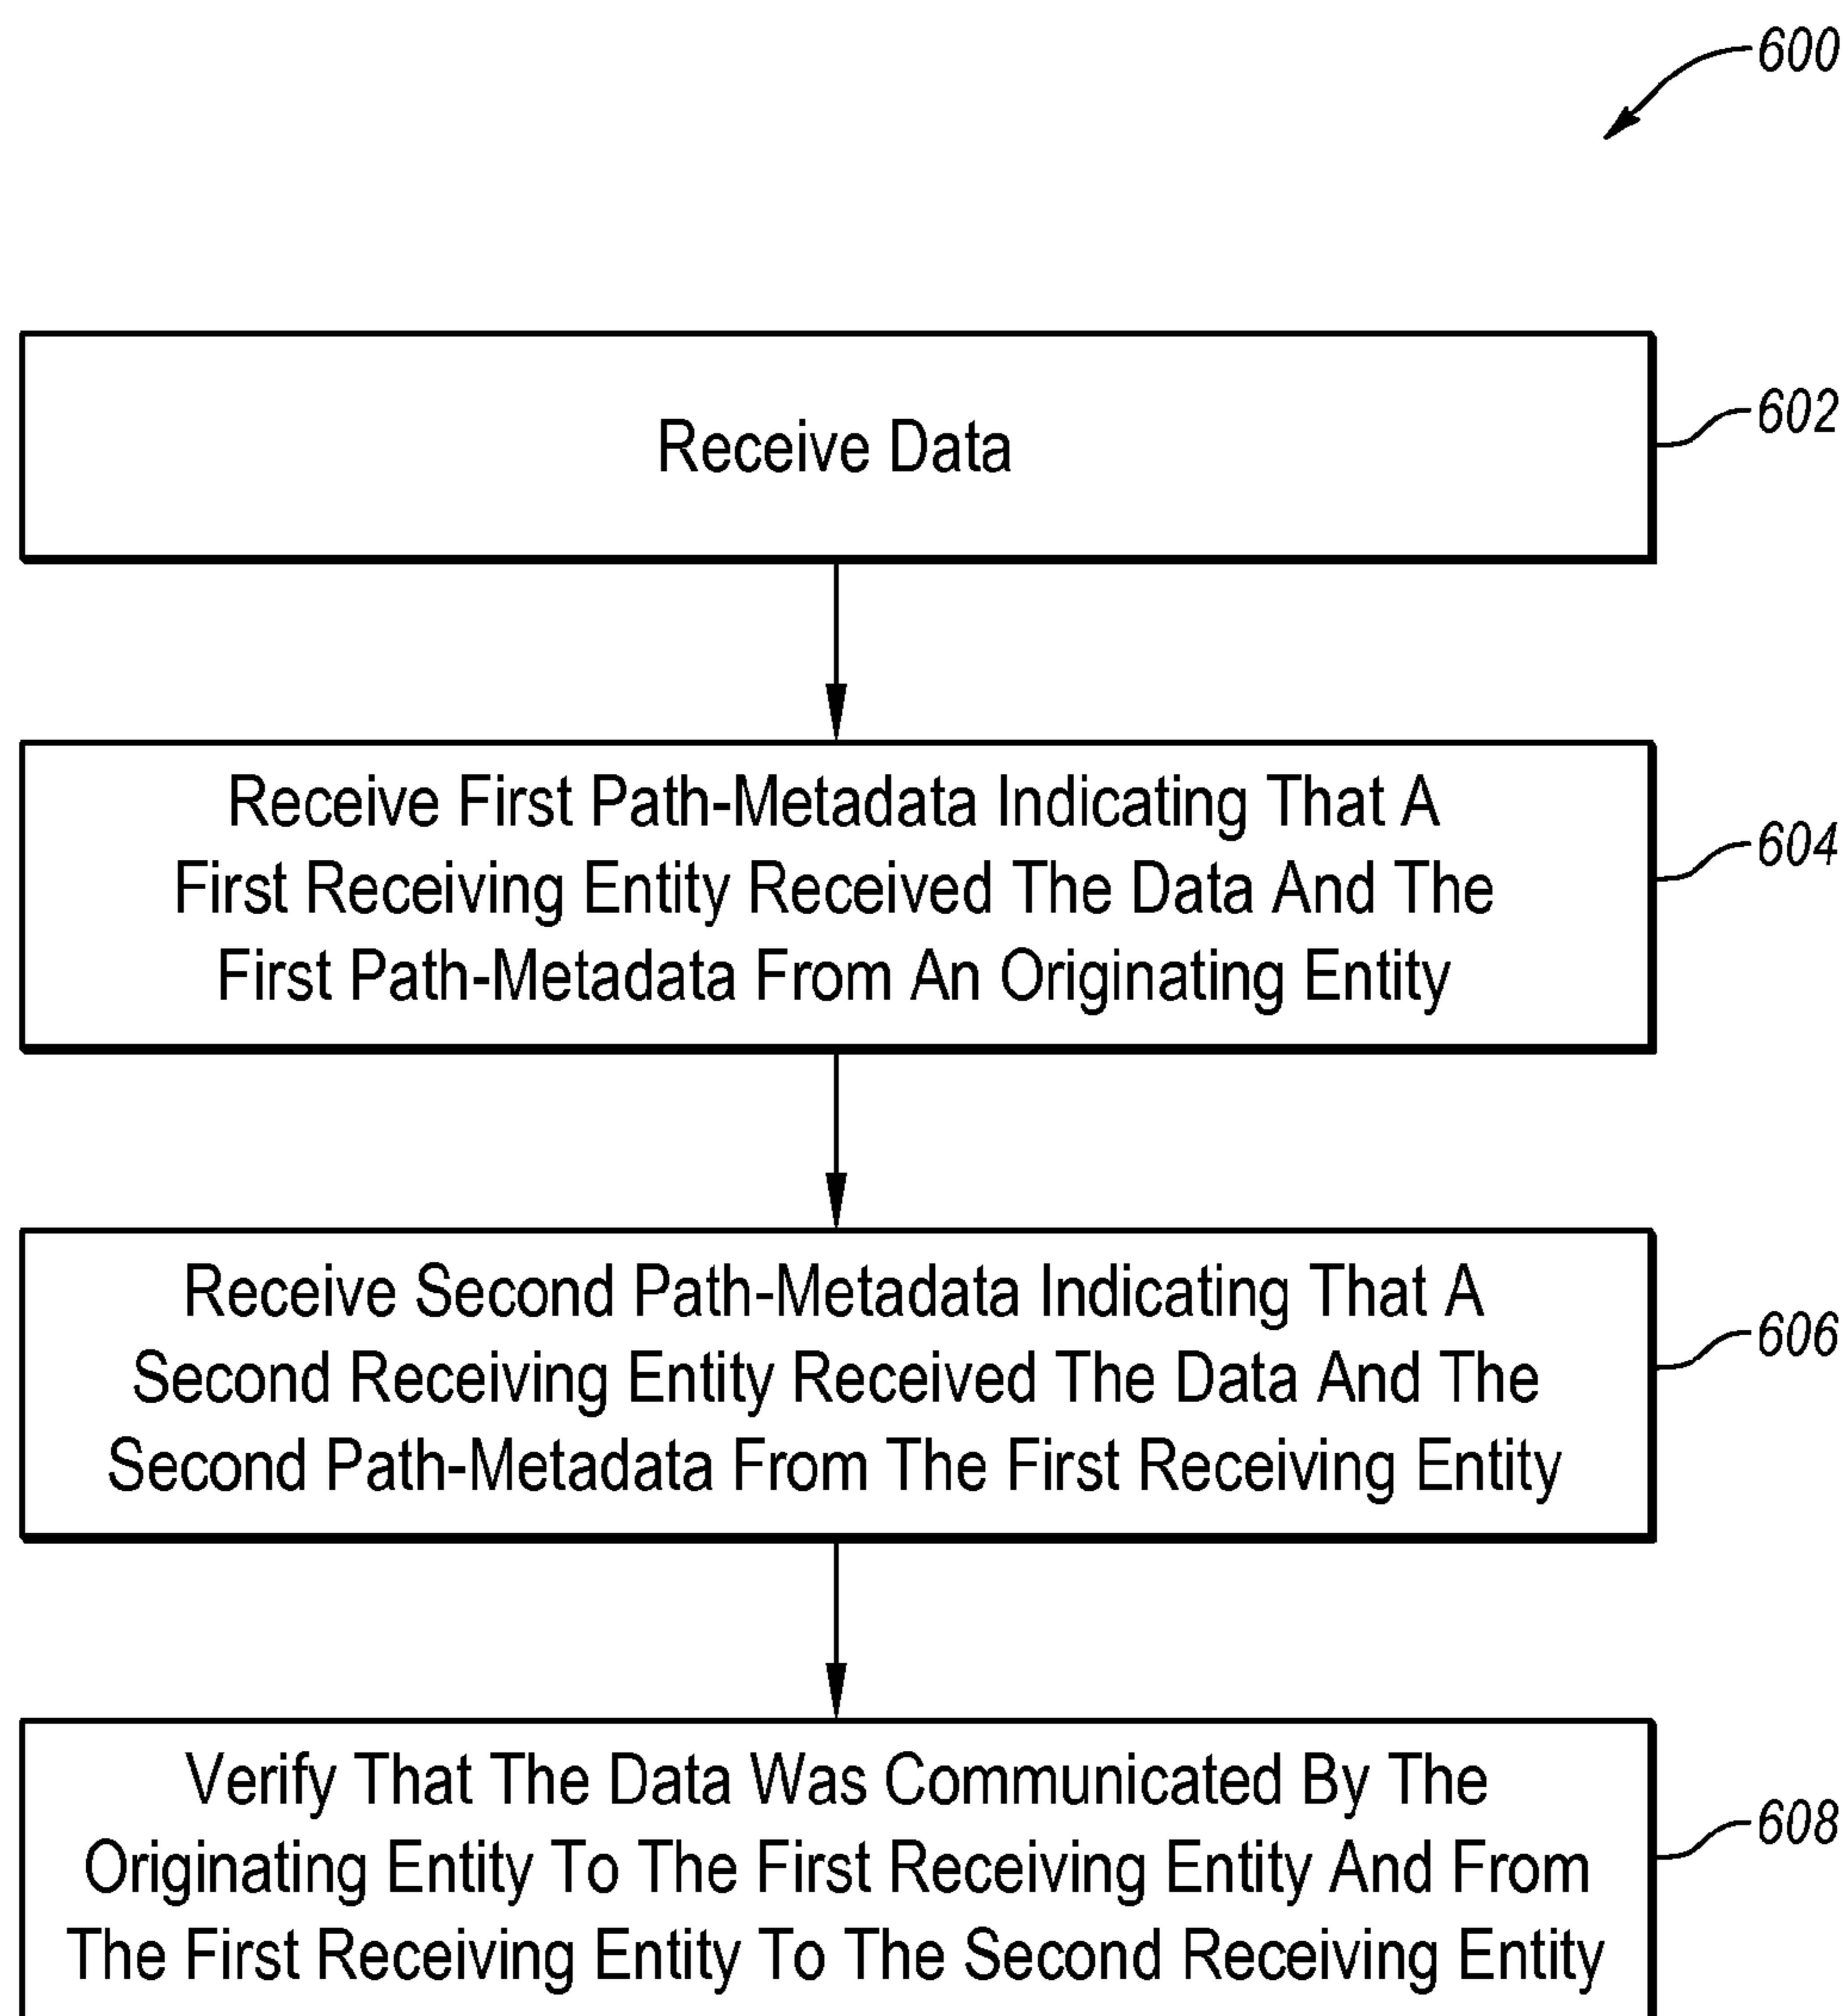 600
Receive Data
602
Receive First Path-Metadata Indicating That A
First Receiving Entity Received The Data And The
First Path-Metadata From An Originating Entity
604
Receive Second Path-Metadata Indicating That A
Second Receiving Entity Received The Data And The
Second Path-Metadata From The First Receiving Entity
606
Verify That The Data Was Communicated By The
Originating Entity To The First Receiving Entity And From
The First Receiving Entity To The Second Receiving Entity
608